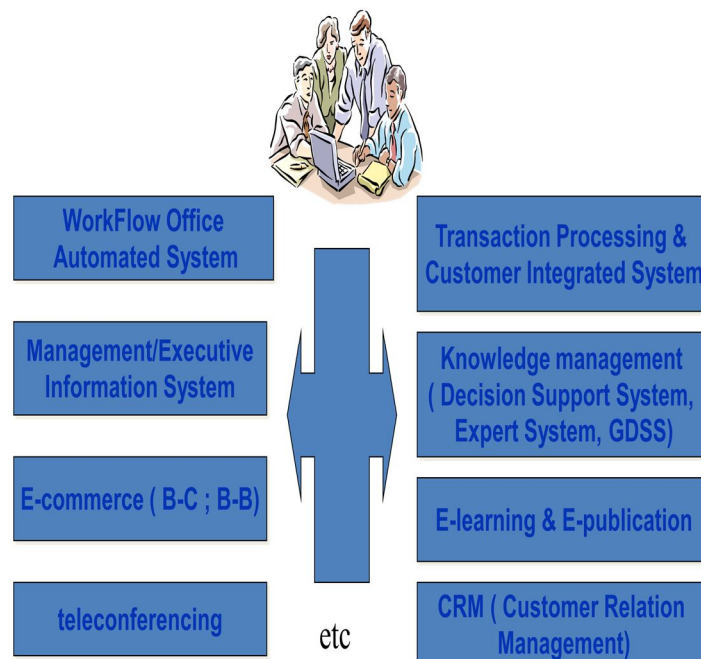 WorkFlow Office
Automated System
Management/Executive
Information System
E-commerce ( B-C ; B-B)
teleconferencing
Transaction Processing &
Customer Integrated System
Knowledge management
( Decision Support System,
Expert System, GDSS)
E-learning & E-publication
CRM ( Customer Relation
Management)
etc